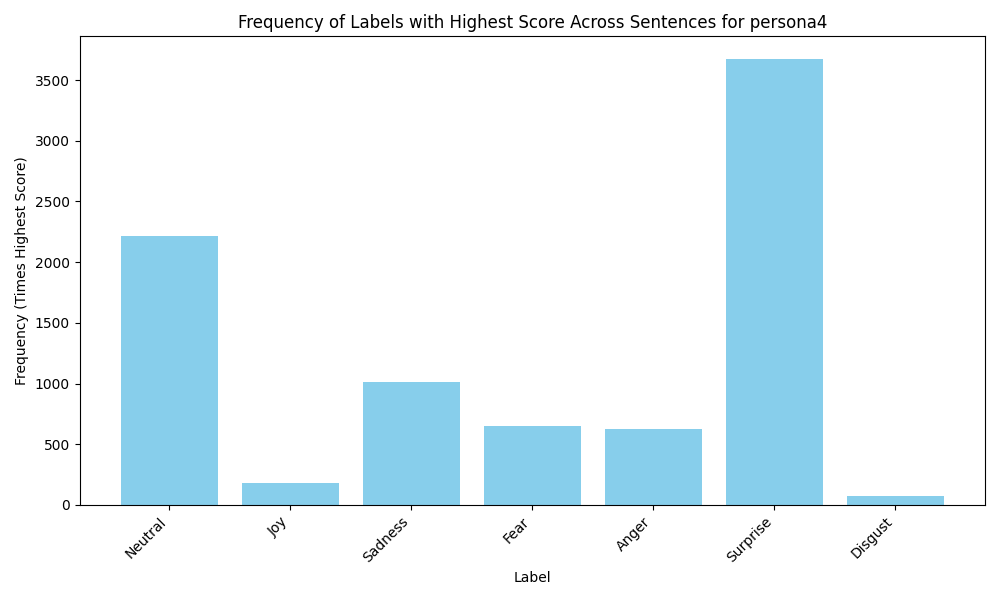 Frequency of Labels with Highest Score Across Sentences for persona4
Frequency (Times Highest Score)
3500
3000
2500
2000
1500
1000
500
0
Neutral
Joy
Sadness
Fear
Anger
Surprise
Disgust
Label